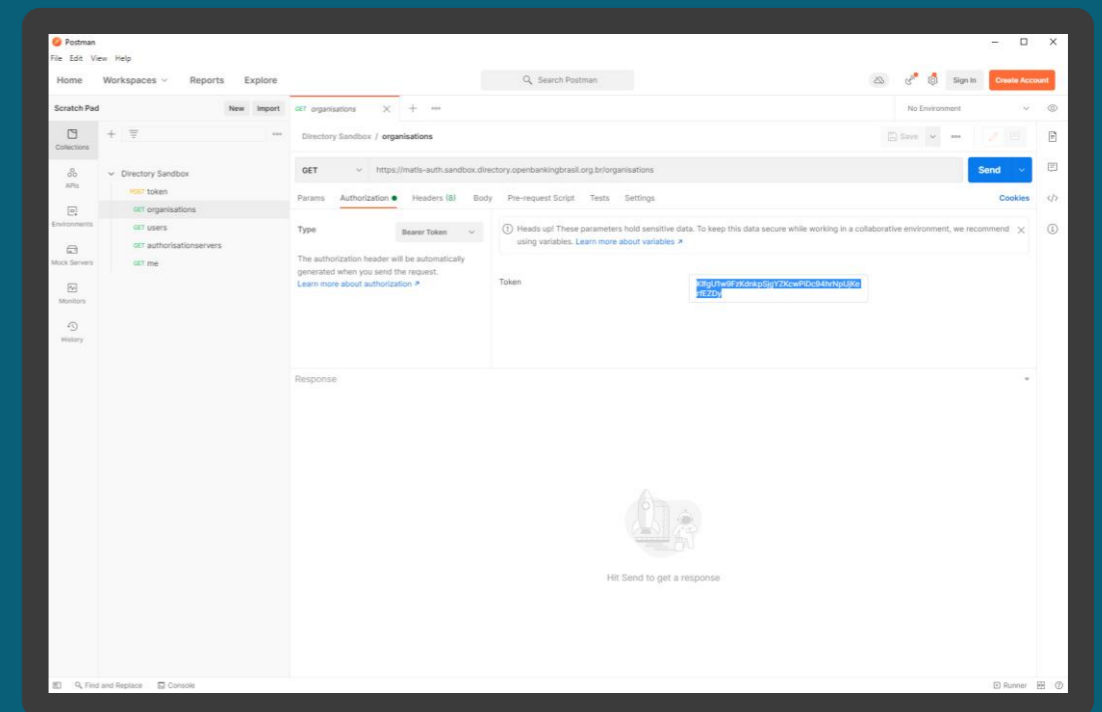 Postman
File Edit View Help
Home Workspaces Reports Explore
Search Postman
Sign In
Create Account
Scratch Pad
New Import
GET organisations
No Environment
Collections
APIs
Environments
Mock Servers
Monitors
History
Directory Sandbox
POST token
GET organisations
GET users
GET authorisationservers
GET me
Directory Sandbox / organisations
Save
GET https://matls-auth.sandbox.directory.openbankingbrasil.org.br/organisations
Send
Params Authorization Headers (8) Body Pre-request Script Tests Settings
Cookies
Type Bearer Token
The authorization header will be automatically
generated when you send the request.
Learn more about authorization
Heads up! These parameters hold sensitive data. To keep this data secure while working in a collaborative environment, we recommend
using variables. Learn more about variables
Token
Response
Hit Send to get a response
Find and Replace Console
Runner